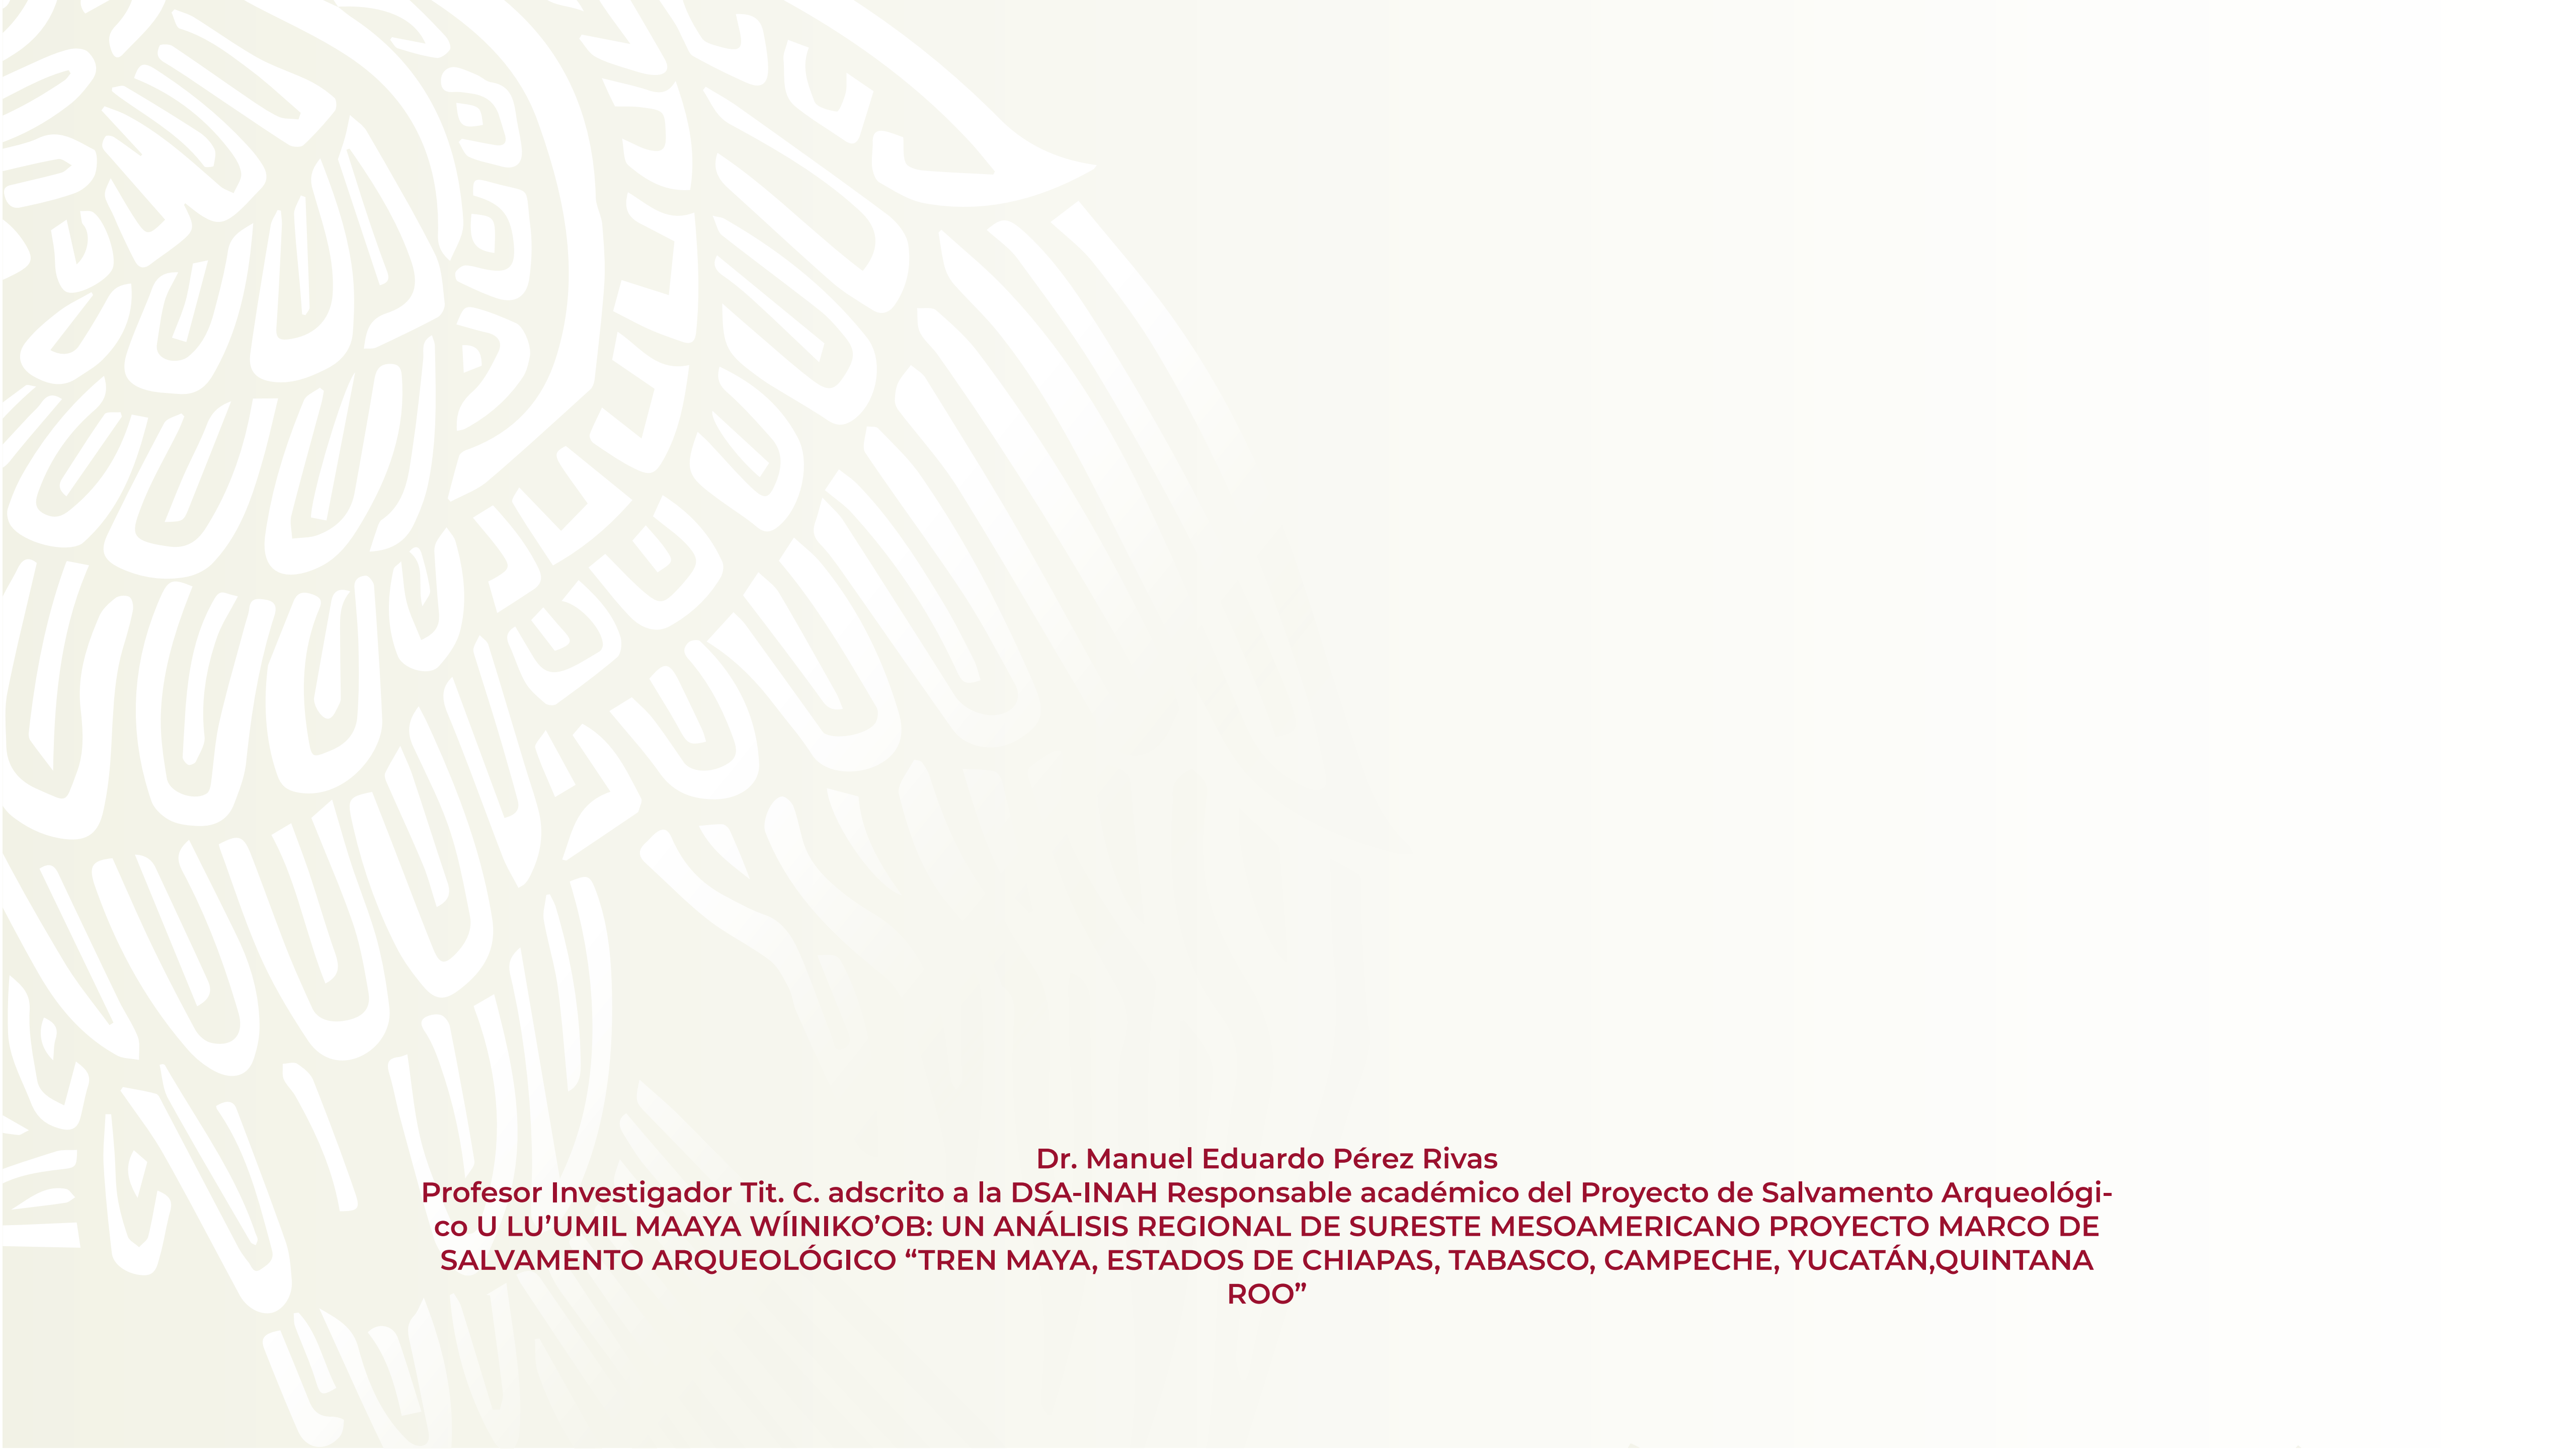 Dr. Manuel Eduardo Pérez Rivas
Profesor Investigador Tit. C. adscrito a la DSA-INAH Responsable académico del Proyecto de Salvamento Arqueológi-
co U LU’UMIL MAAYA WÍINIKO’OB: UN ANÁLISIS REGIONAL DE SURESTE MESOAMERICANO PROYECTO MARCO DE
SALVAMENTO ARQUEOLÓGICO “TREN MAYA, ESTADOS DE CHIAPAS, TABASCO, CAMPECHE, YUCATÁN,QUINTANA
ROO”